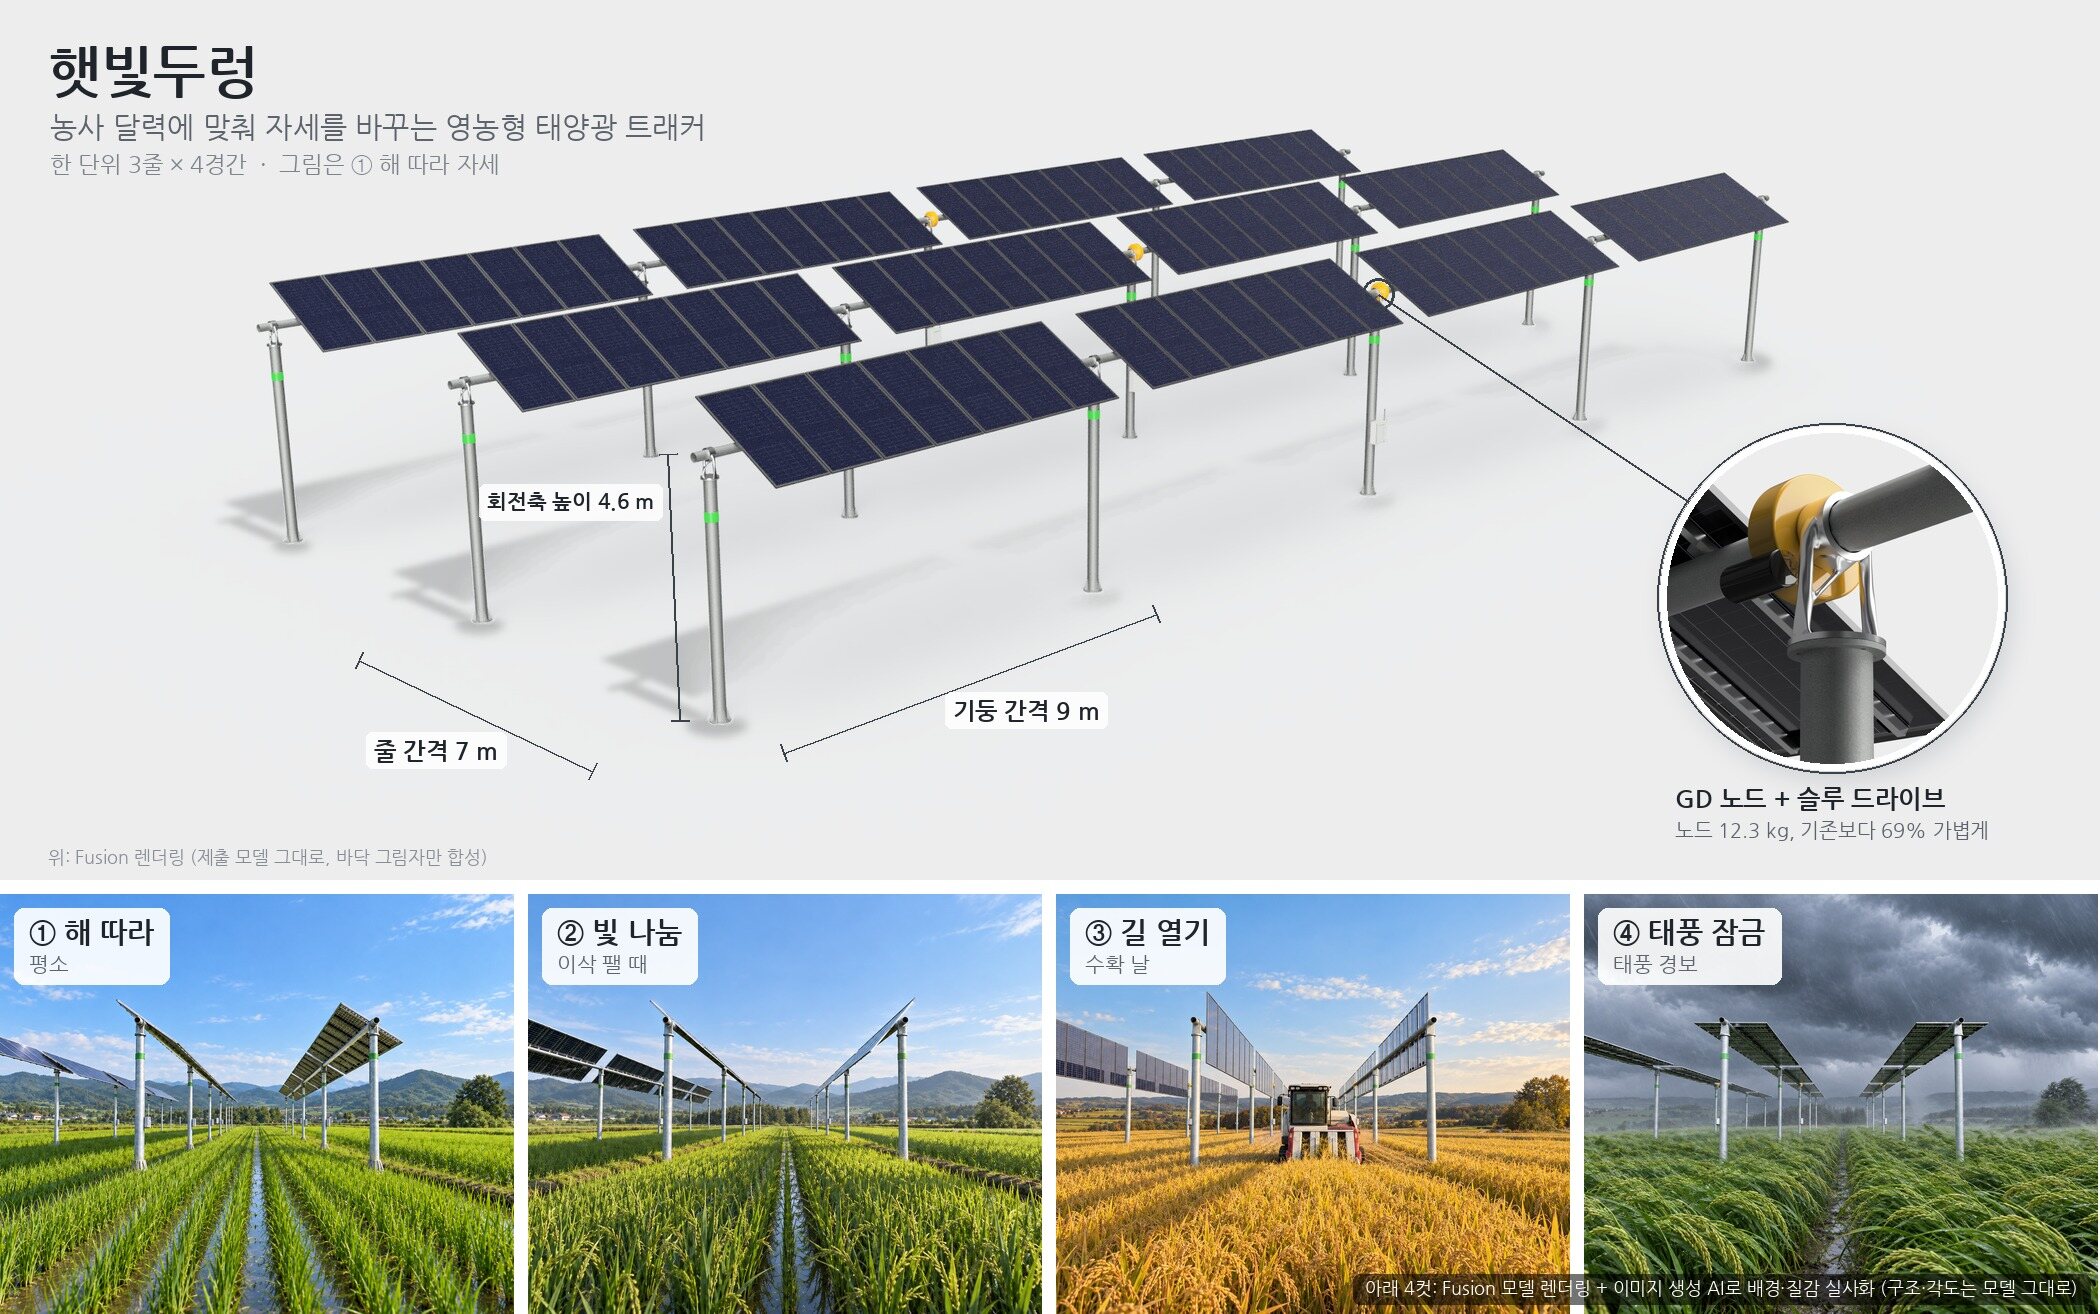 햇빛두렁
농사 달력에 맞춰 자세를 바꾸는 영농형 태양광 트래커
한 단위 3줄 × 4경간 · 그림은 ① 해 따라 자세
회전축 높이 4.6 m
기둥 간격 9 m
줄 간격 7 m
GD 노드 + 슬루 드라이브
노드 12.3 kg, 기존보다 69% 가볍게
위: Fusion 렌더링 (제출 모델 그대로, 바닥 그림자만 합성)
① 해 따라
평소
② 빛 나눔
이삭 팰 때
③ 길 열기
수확 날
④ 태풍 잠금
태풍 경보
아래 4컷: Fusion 모델 렌더링 + 이미지 생성 AI로 배경·질감 실사화 (구조·각도는 모델 그대로)